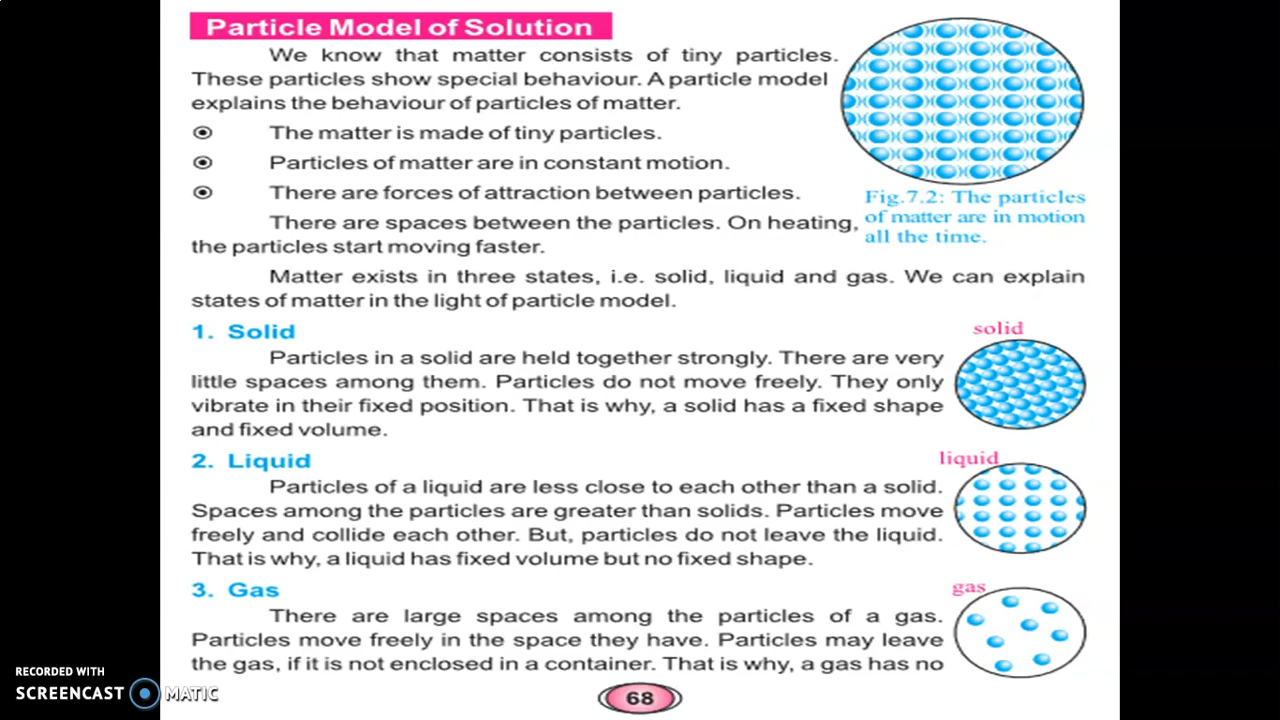 Particle Model of Solution
We know that matter consists of tiny particles.
These particles show special behaviour. A particle model
explains the behaviour of particles of matter.
The matter is made of tiny particles.
Particles of matter are in constant motion.
There are forces of attraction between particles.
There are spaces between the particles. On heating,
the particles start moving faster.
Fig.7.2: The particles
of matter are in motion
all the time.
Matter exists in three states, i.e. solid, liquid and gas. We can explain
states of matter in the light of particle model.
1. Solid
Particles in a solid are held together strongly. There are very
little spaces among them. Particles do not move freely. They only
vibrate in their fixed position. That is why, a solid has a fixed shape
and fixed volume.
solid
2. Liquid
Particles of a liquid are less close to each other than a solid.
Spaces among the particles are greater than solids. Particles move
freely and collide each other. But, particles do not leave the liquid.
That is why, a liquid has fixed volume but no fixed shape.
liquid
3. Gas
There are large spaces among the particles of a gas.
Particles move freely in the space they have. Particles may leave
the gas, if it is not enclosed in a container. That is why, a gas has no
gas
68
RECORDED WITH
SCREENCAST MATIC